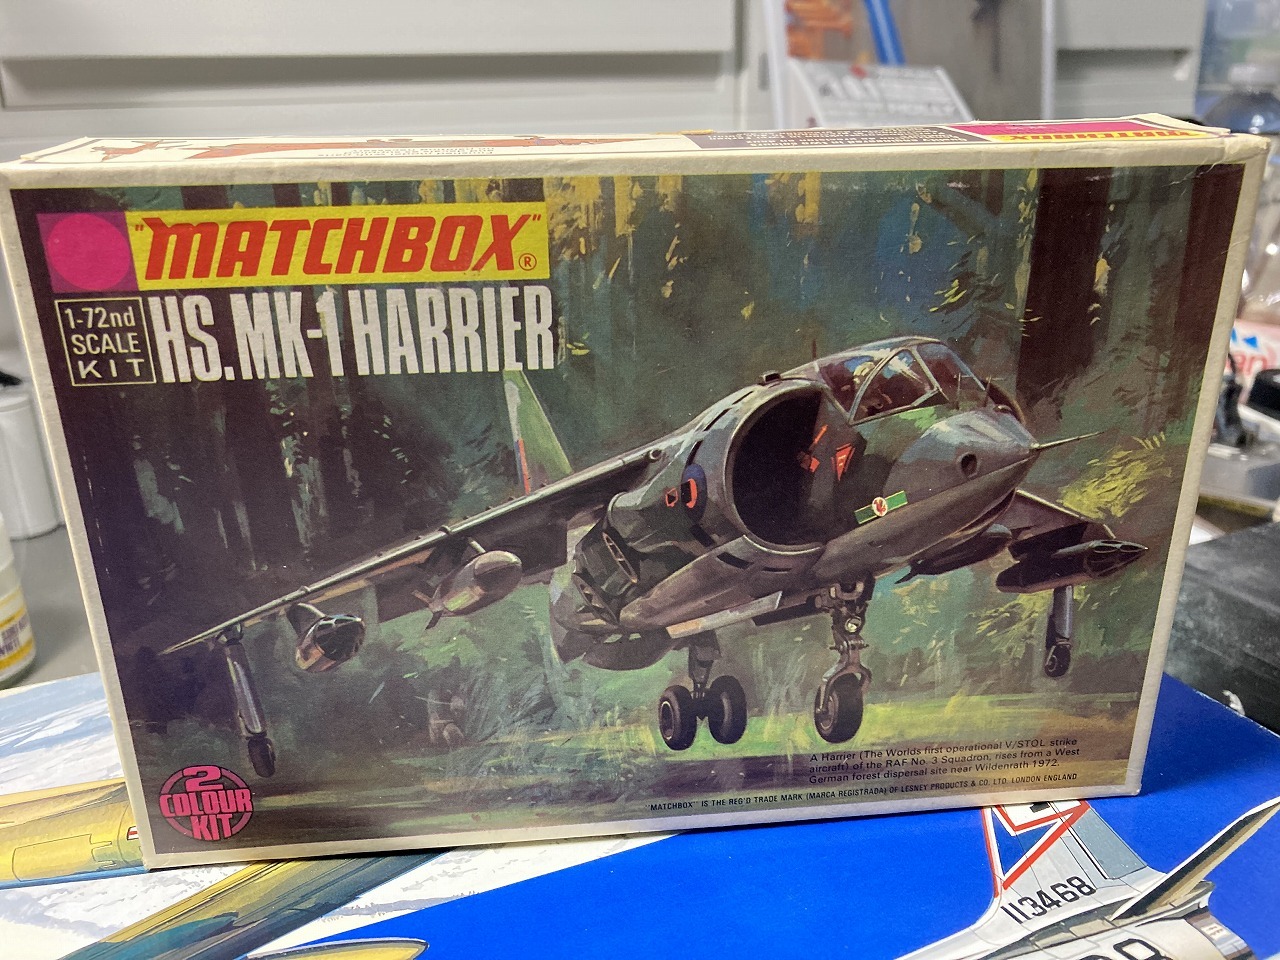 "MATCHBOX"®
1-72nd
SCALE
KIT
HS.MK-1 HARRIER
2
COLOUR
KIT
A Harrier (The Worlds first operational V/STOL strike
aircraft) of the RAF No. 3 Squadron, rises from a West
German forest dispersal site near Wildenrath 1972.
"MATCHBOX" IS THE REG'D TRADE MARK (MARCA REGISTRADA) OF LESNEY PRODUCTS & CO. LTD. LONDON ENGLAND
113468